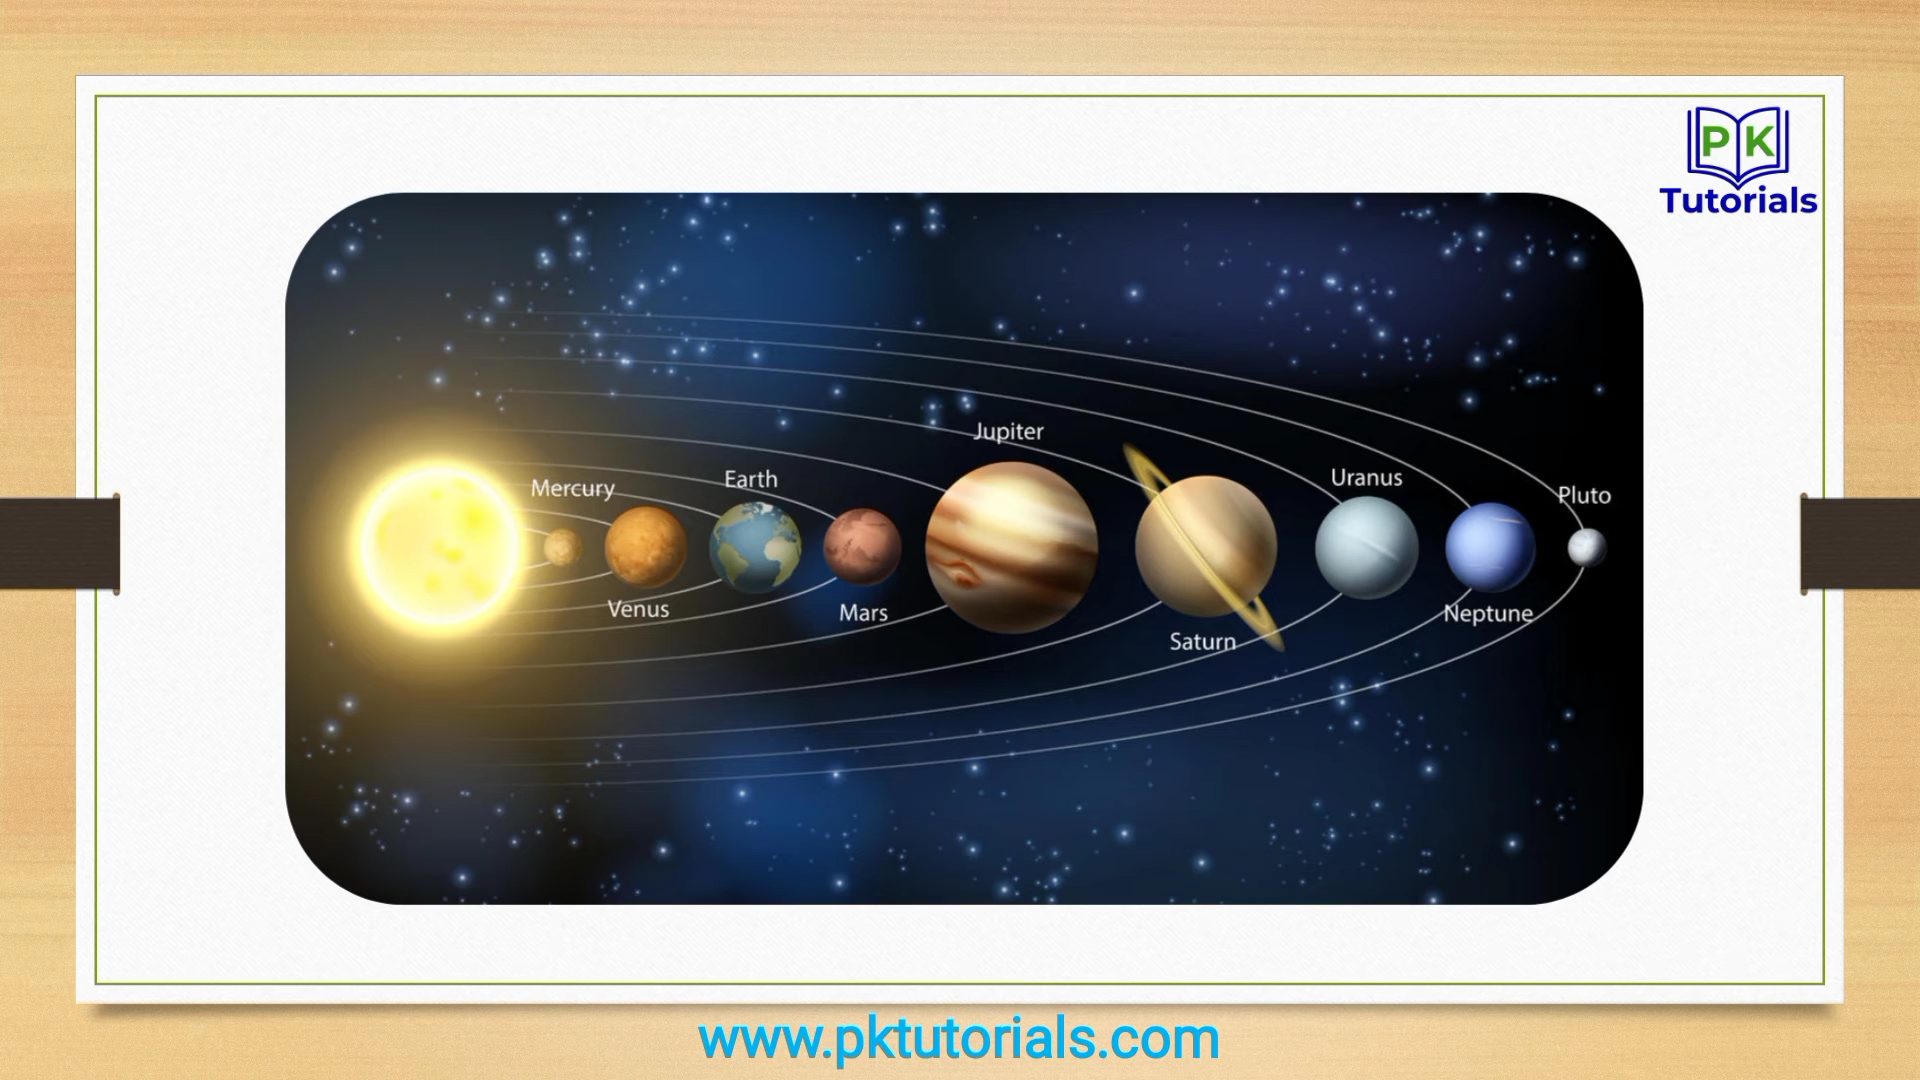 PK
Tutorials
Jupiter
Mercury
Earth
Uranus
Pluto
Venus
Mars
Saturn
Neptune
www.pktutorials.com